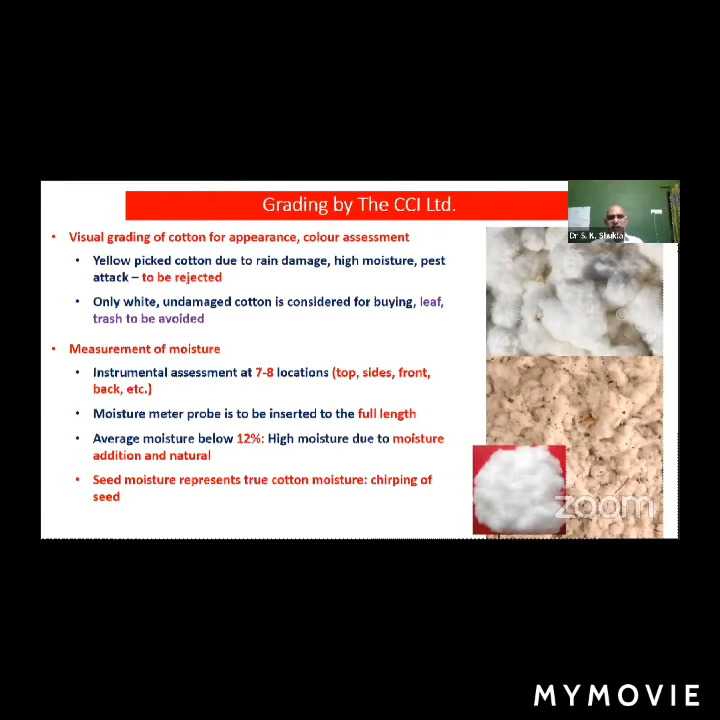 Grading by The CCI Ltd.
Dr S. K. Shukla
• Visual grading of cotton for appearance, colour assessment
• Yellow picked cotton due to rain damage, high moisture, pest
attack – to be rejected
• Only white, undamaged cotton is considered for buying, leaf,
trash to be avoided
• Measurement of moisture
• Instrumental assessment at 7-8 locations (top, sides, front,
back, etc.)
• Moisture meter probe is to be inserted to the full length
• Average moisture below 12%: High moisture due to moisture
addition and natural
• Seed moisture represents true cotton moisture: chirping of
seed
zoom
MYMOVIE